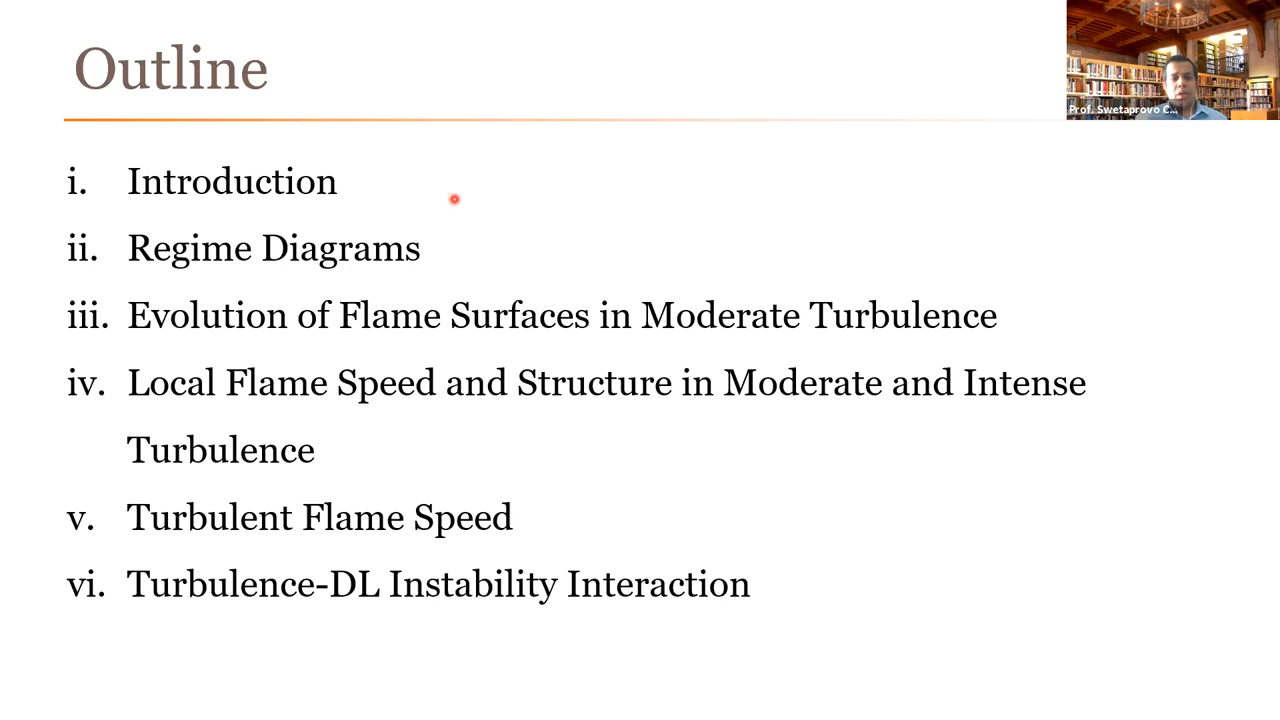 Outline
Prof. Swetaprovo C...
i. Introduction
ii. Regime Diagrams
iii. Evolution of Flame Surfaces in Moderate Turbulence
iv. Local Flame Speed and Structure in Moderate and Intense
Turbulence
v. Turbulent Flame Speed
vi. Turbulence-DL Instability Interaction